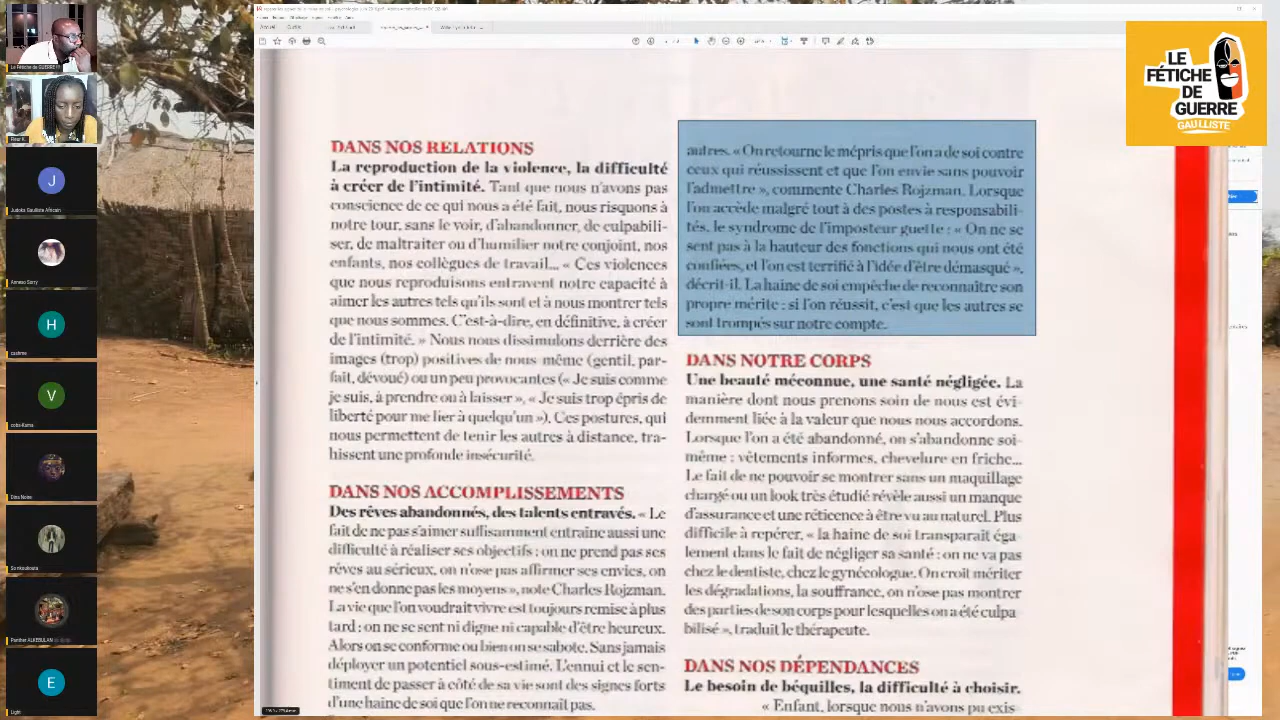 Accueil
Outils
LE
FÉTICHE
DE
GUERRE
GAULLISTE
Le Fétiche de GUERRE
Fleur K.
J
Judoka Gaulliste Africain
H
V
E
Light
DANS NOS RELATIONS
La reproduction de la violence, la difficulté
à créer de l'intimité. Tant que nous n'avons pas
conscience de ce qui nous a été fait, nous risquons à
notre tour, sans le voir, d'abandonner, de culpabili-
ser, de maltraiter ou d'humilier notre conjoint, nos
enfants, nos collègues de travail... « Ces violences
que nous reproduisons nuisent à notre capacité à
aimer les autres tels qu'ils sont et à nous montrer tels
que nous sommes. C'est-à-dire, en définitive, à créer
de l'intimité. » Nous nous dissimulons derrière des
images (trop) positives de nous-même (gentil, par-
fait, dévoué) ou un peu provocantes (« Je suis comme
je suis, à prendre ou à laisser », « Je suis trop épris de
liberté pour me lier à quelqu'un »). Ces postures, qui
nous permettent de tenir les autres à distance, tra-
hissent une profonde insécurité.
DANS NOS ACCOMPLISSEMENTS
Des rêves abandonnés, des talents entravés. « Le
fait de ne pas s'aimer suffisamment entraîne aussi une
difficulté à réaliser ses objectifs : on ne prend pas ses
rêves au sérieux, on n'ose pas affirmer ses envies, on
ne s'en donne pas les moyens », note Charles Rojzman.
La vie que l'on voudrait vivre est toujours remise à plus
tard : on ne se sent ni digne ni capable d'être heureux.
Alors on se conforme ou bien on se sabote. Sans jamais
déployer un potentiel sous-estimé. L'ennui et le sen-
timent de passer à côté de sa vie sont des signes forts
d'une haine de soi que l'on ne reconnaît pas.
autres. « On retourne le mépris que l'on a de soi contre
ceux qui réussissent et que l'on envie sans pouvoir
l'admettre », commente Charles Rojzman. Lorsque
l'on accède malgré tout à des postes à responsabili-
tés, le syndrome de l'imposteur guette : « On ne se
sent pas à la hauteur des fonctions qui nous ont été
confiées, et l'on est terrifié à l'idée d'être démasqué »,
décrit-il. La haine de soi empêche de reconnaître son
propre mérite : si l'on réussit, c'est que les autres se
sont trompés sur notre compte.
DANS NOTRE CORPS
Une beauté méconnue, une santé négligée. La
manière dont nous prenons soin de nous est évi-
demment liée à la valeur que nous nous accordons.
Lorsque l'on a été abandonné, on s'abandonne soi-
même : vêtements informes, chevelure en friche...
Le fait de ne pouvoir se montrer sans un maquillage
chargé ou un look très étudié révèle aussi un manque
d'assurance et une réticence à être vu au naturel. Plus
difficile à repérer, « la haine de soi transparaît éga-
lement dans le fait de négliger sa santé : on ne va pas
chez le dentiste, chez le gynécologue. On croit mériter
les dégradations, la souffrance, on n'ose pas montrer
des parties de son corps pour lesquelles on a été culpa-
bilisé », traduit le thérapeute.
DANS NOS DÉPENDANCES
Le besoin de béquilles, la difficulté à choisir.
« Enfant, lorsque nous n'avons pu exis-